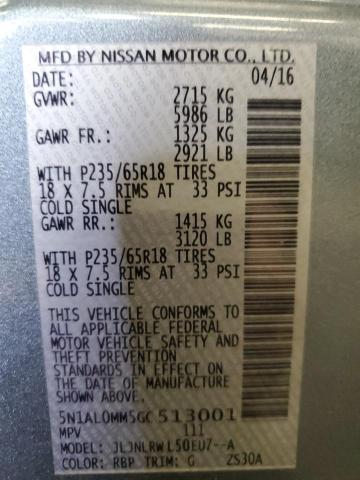 MFD BY NISSAN MOTOR CO., LTD.
DATE: 04/16
GVWR: 2715 KG
5986 LB
GAWR FR.: 1325 KG
2921 LB
WITH P235/65R18 TIRES
18 X 7.5 RIMS AT 33 PSI
COLD SINGLE
GAWR RR.: 1415 KG
3120 LB
WITH P235/65R18 TIRES
18 X 7.5 RIMS AT 33 PSI
COLD SINGLE
THIS VEHICLE CONFORMS TO
ALL APPLICABLE FEDERAL
MOTOR VEHICLE SAFETY AND
THEFT PREVENTION
STANDARDS IN EFFECT ON
THE DATE OF MANUFACTURE
SHOWN ABOVE.
5N1AL0MM5GC513001
MPV 111
MODEL: JLJNLRWL50EU7--A
COLOR: RBP TRIM: G ZS30A